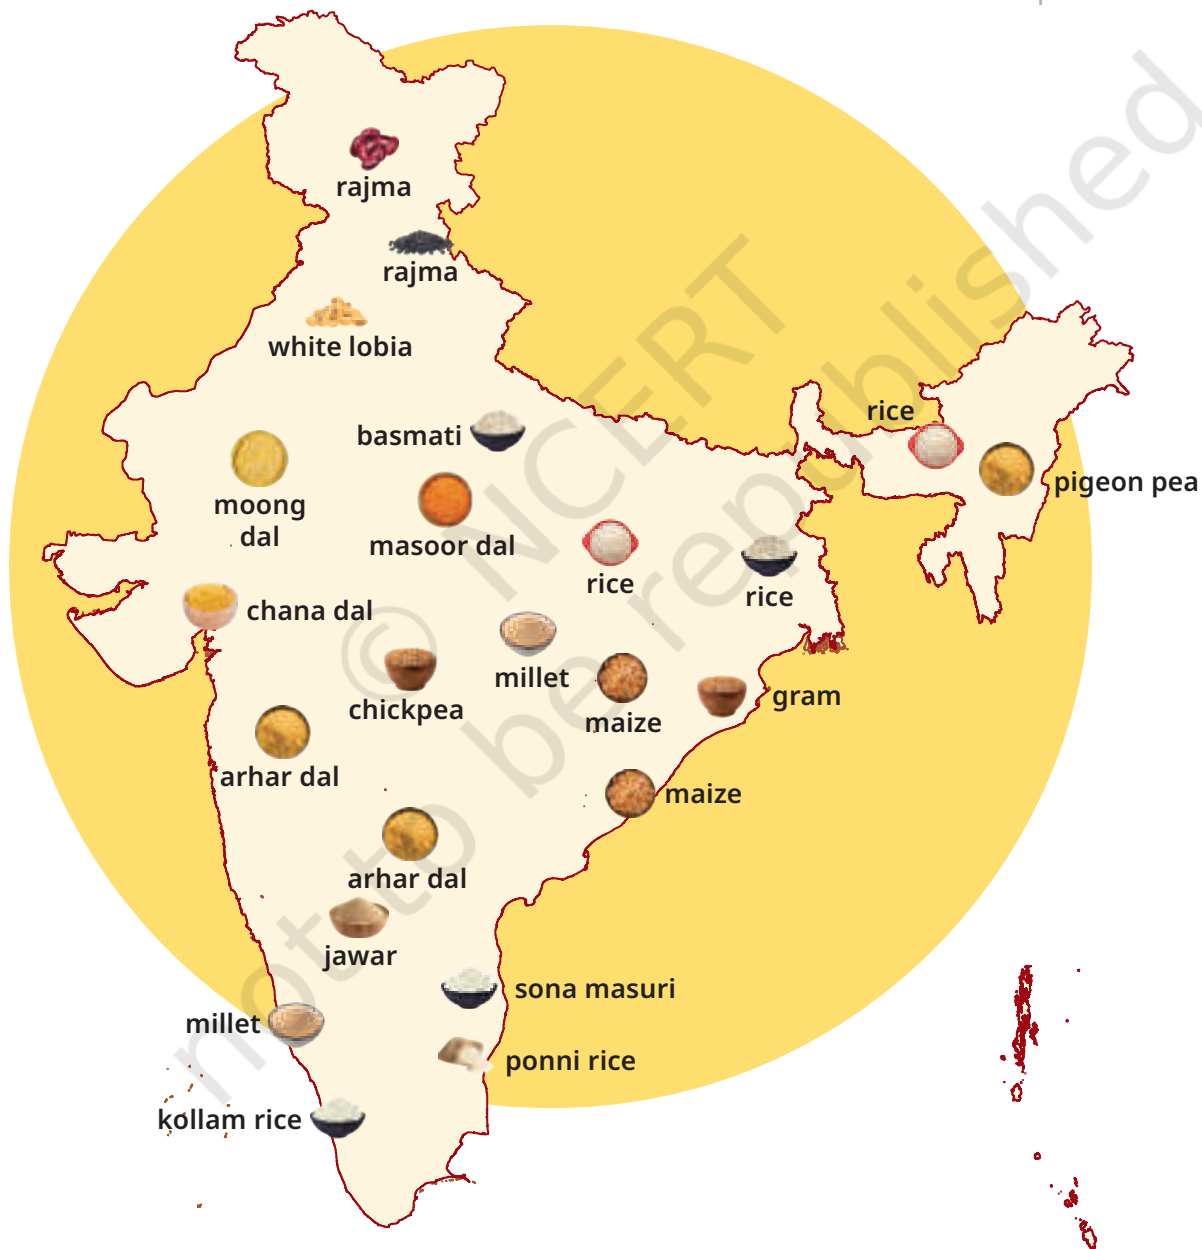 rajma
rajma
white lobia
rice
basmati
pigeon pea
moong
dal
masoor dal
rice
rice
chana dal
millet
chickpea
maize
gram
arhar dal
maize
arhar dal
jawar
sona masuri
millet
ponni rice
kollam rice
© NCERT
not to be republished